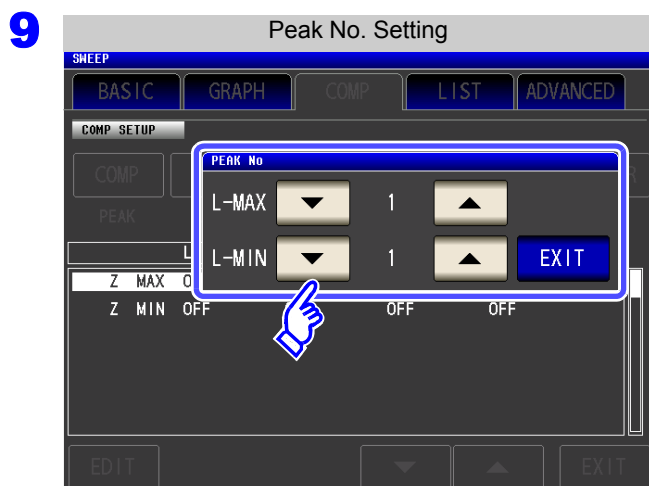 9
Peak No. Setting
SWEEP
BASIC GRAPH COMP LIST ADVANCED
COMP SETUP
COMP R
PEAK
PEAK No
L-MAX ▼ 1 ▲
L-MIN ▼ 1 ▲ EXIT
L
Z MAX O
Z MIN OFF OFF OFF
EDIT ▼ ▲ EXIT